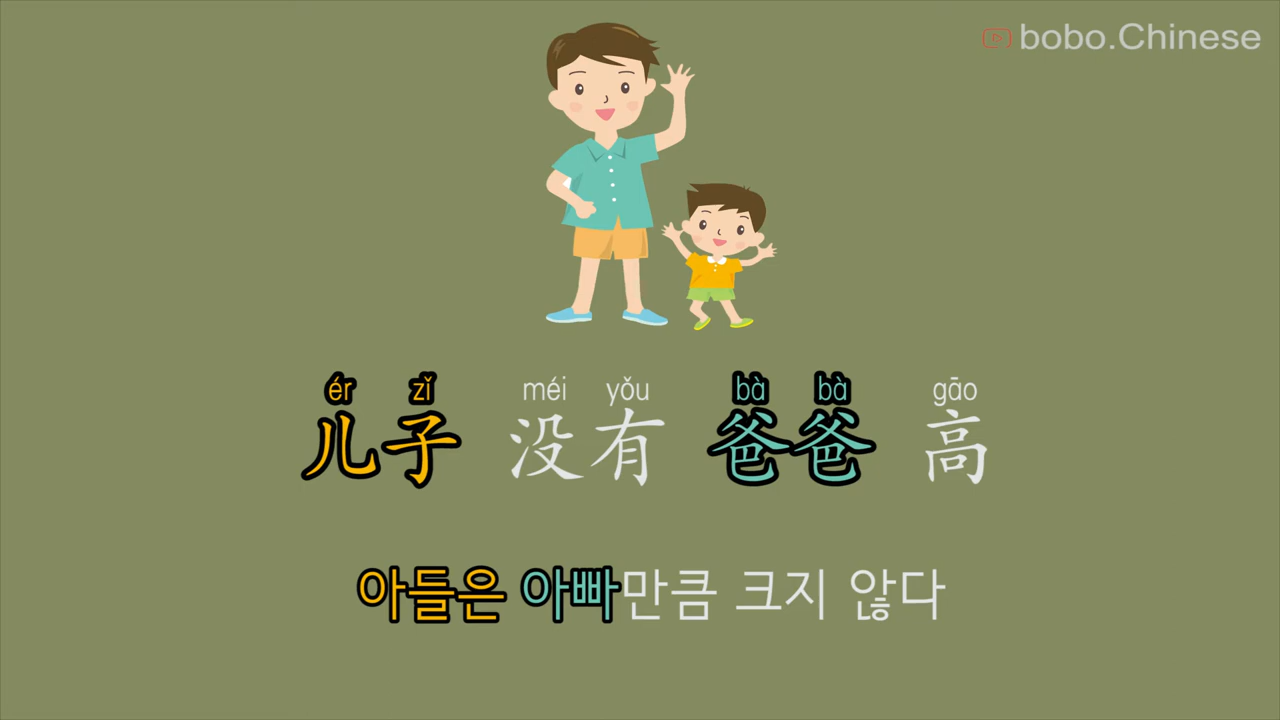 bobo.Chinese
ér zǐ méi yǒu bà bà gāo
儿子 没有 爸爸 高
아들은 아빠만큼 크지 않다